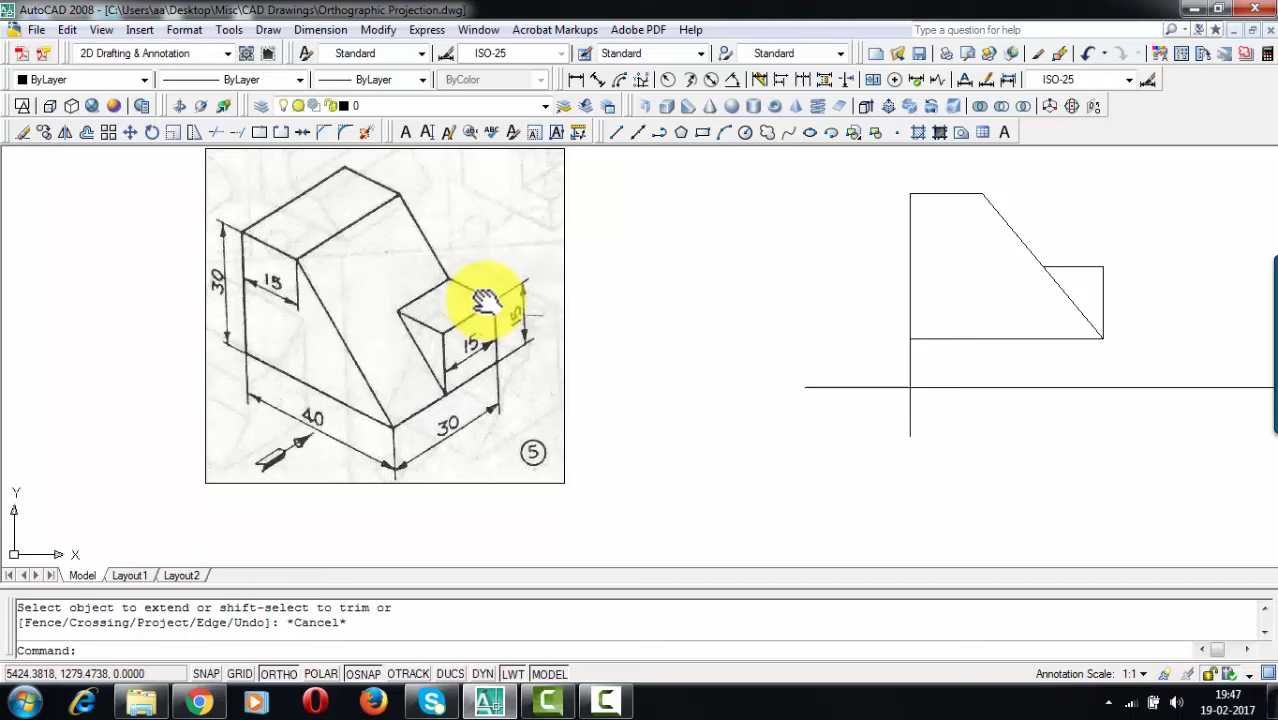 AutoCAD 2008 - [C:\Users\aa\Desktop\Misc\CAD Drawings\Orthographic Projection.dwg]
File Edit View Insert Format Tools Draw Dimension Modify Express Window Acrobat Markups Adobe PDF Help
Type a question for help
2D Drafting & Annotation Standard ISO-25 Standard Standard
ByLayer ByLayer ByLayer ByColor ISO-25
0
30
15
15
15
40
30
5
Y
X
Model Layout1 Layout2
Select object to extend or shift-select to trim or
[Fence/Crossing/Project/Edge/Undo]: *Cancel*
Command:
5424.3818, 1279.4738, 0.0000 SNAP GRID ORTHO POLAR OSNAP OTRACK DUCS DYN LWT MODEL Annotation Scale: 1:1
19:47
19-02-2017